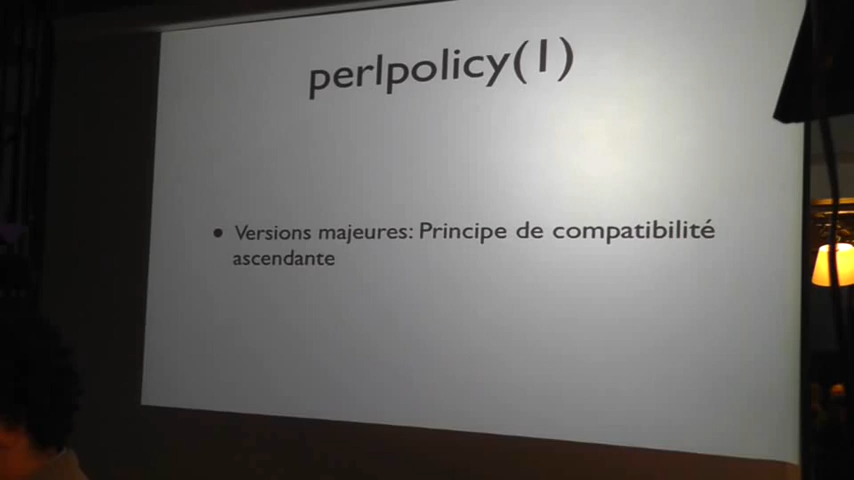 perlpolicy(1)
• Versions majeures: Principe de compatibilité
ascendante